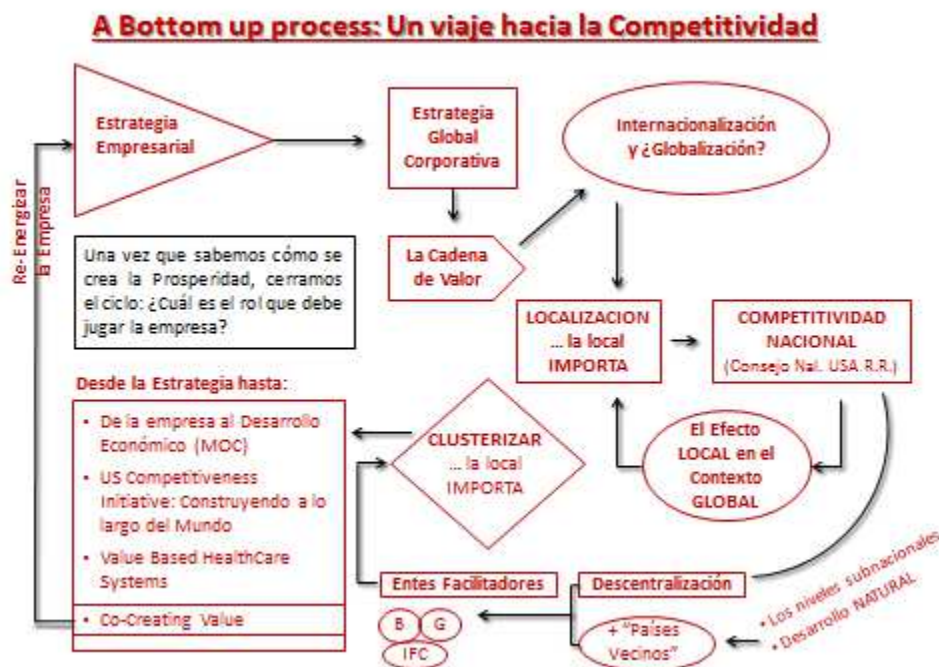 A Bottom up process: Un viaje hacia la Competitividad
Estrategia
Empresarial
Estrategia
Global
Corporativa
Internacionalización
y ¿Globalización?
Re-Energizar
la Empresa
Una vez que sabemos cómo se
crea la Prosperidad, cerramos
el ciclo: ¿Cuál es el rol que debe
jugar la empresa?
La Cadena
de Valor
LOCALIZACION
... la local
IMPORTA
COMPETITIVIDAD
NACIONAL
(Consejo Nal. USA R.R.)
Desde la Estrategia hasta:
• De la empresa al Desarrollo
Económico (MOC)
• US Competitiveness
Initiative: Construyendo a lo
largo del Mundo
• Value Based HealthCare
Systems
• Co-Creating Value
CLUSTERIZAR
... la local
IMPORTA
El Efecto
LOCAL en el
Contexto
GLOBAL
Entes Facilitadores
Descentralización
B G
IFC
+ "Países
Vecinos"
• Los niveles subnacionales
• Desarrollo NATURAL